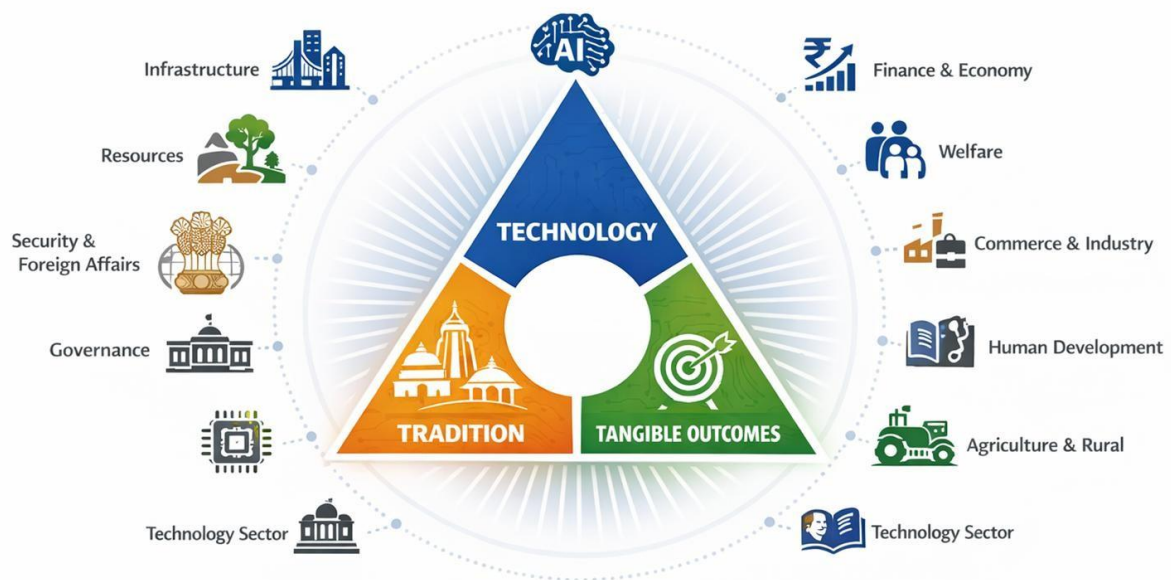 AI
Infrastructure
Resources
Security &
Foreign Affairs
Governance
Technology Sector
TECHNOLOGY
TRADITION
TANGIBLE OUTCOMES
₹
Finance & Economy
Welfare
Commerce & Industry
Human Development
Agriculture & Rural
Technology Sector